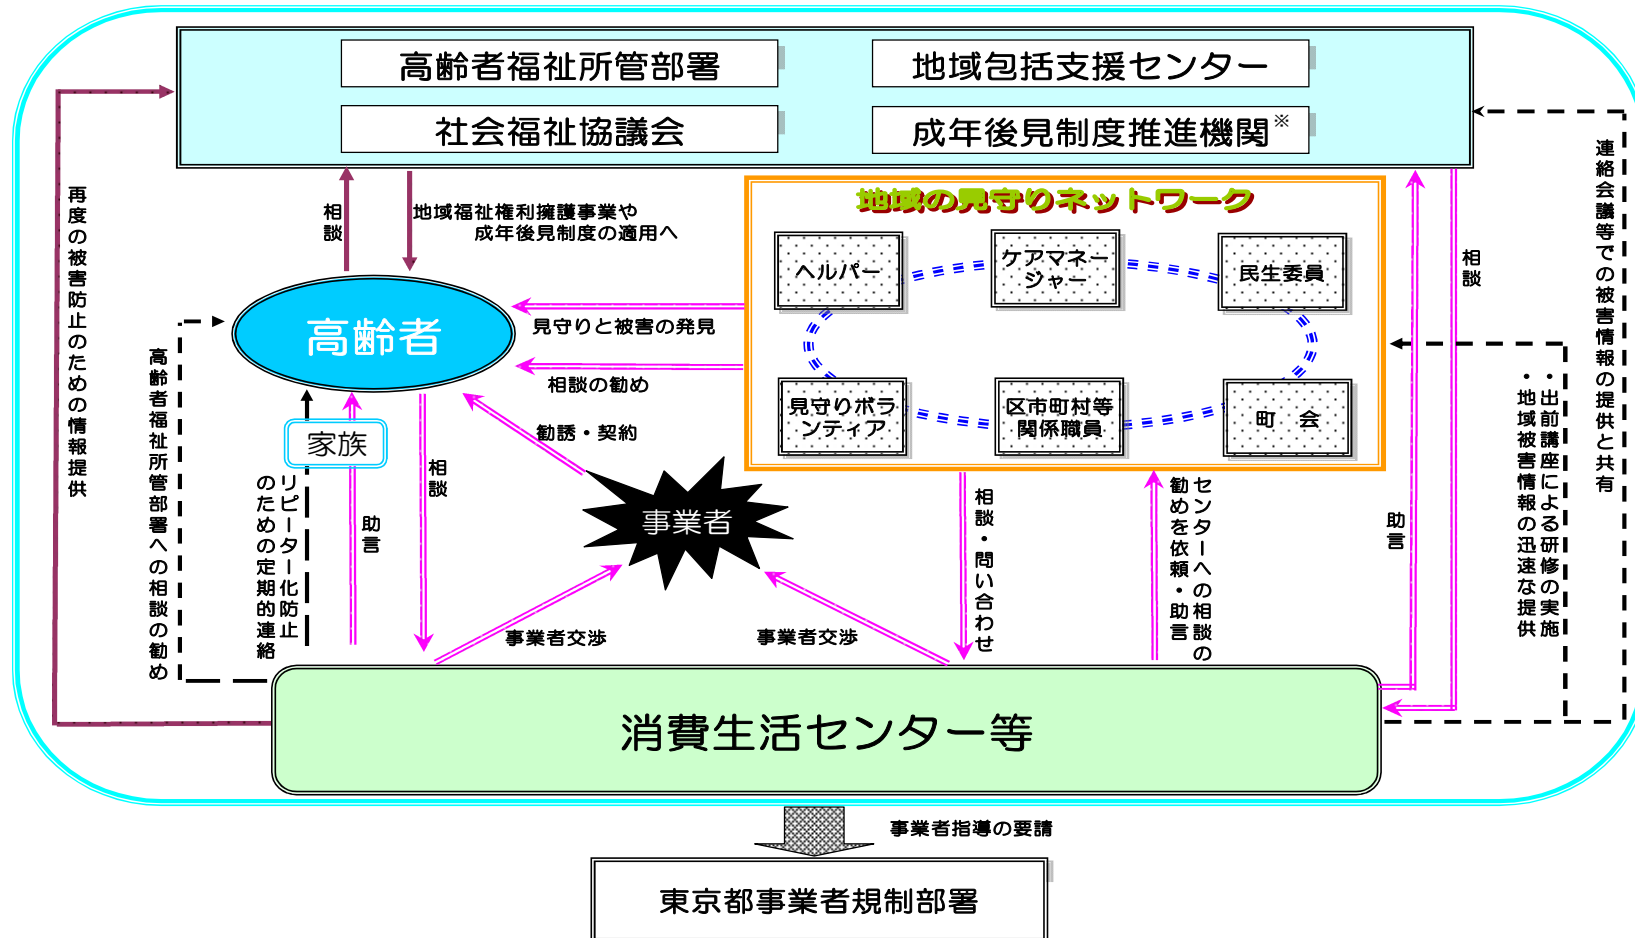 高齢者福祉所管部署
地域包括支援センター
社会福祉協議会
成年後見制度推進機関※
再度の被害防止のための情報提供
相談
地域福祉権利擁護事業や
成年後見制度の適用へ
地域の見守りネットワーク
ヘルパー
ケアマネー
ジャー
民生委員
見守りボラ
ンティア
区市町村等
関係職員
町　会
連絡会議等での被害情報の提供と共有
相談
高齢者
見守りと被害の発見
相談の勧め
勧誘・契約
高齢者福祉所管部署への相談の勧め
家族
リピーター化防止
のための定期的連絡
助言
相談
事業者
事業者交渉
事業者交渉
相談・問い合わせ
センターへの相談の
勧めを依頼・助言
助言
・出前講座による研修の実施
・地域被害情報の迅速な提供
消費生活センター等
事業者指導の要請
東京都事業者規制部署